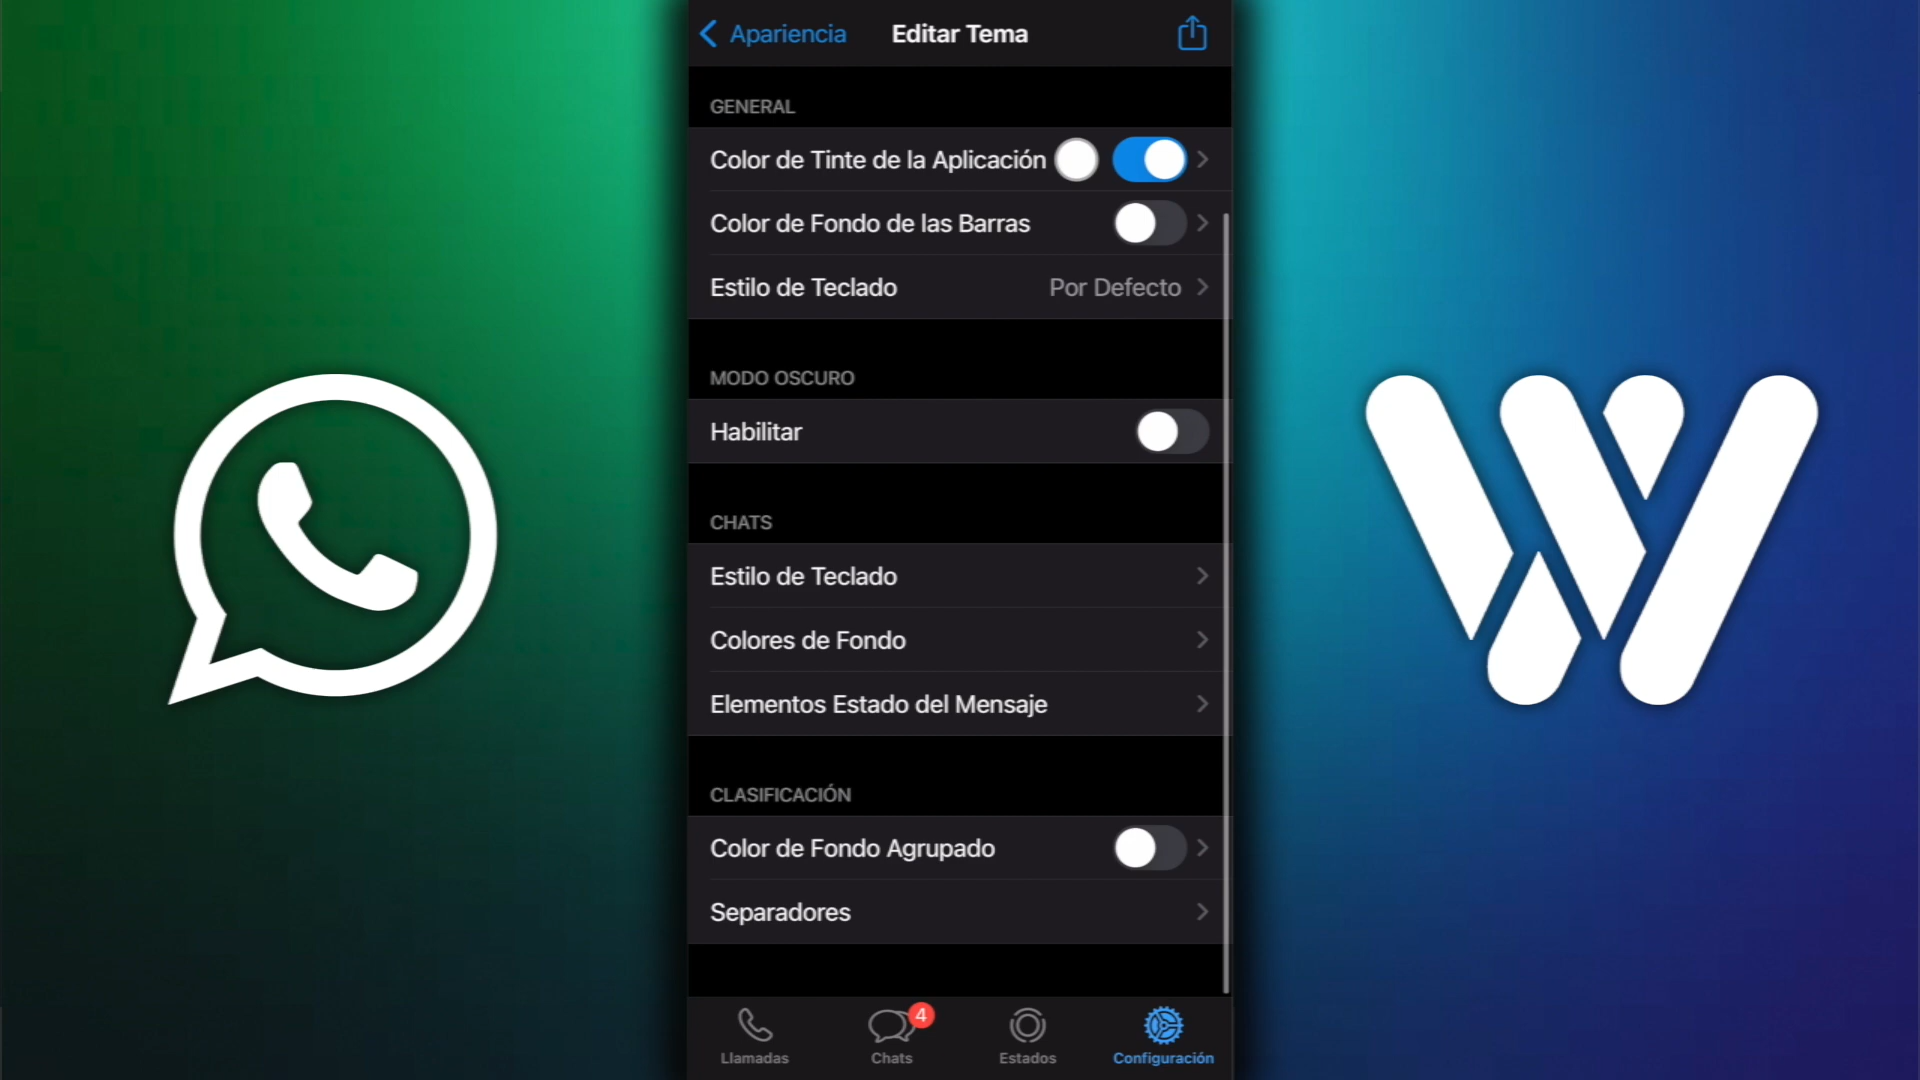 Apariencia
Editar Tema
GENERAL
Color de Tinte de la Aplicación
Color de Fondo de las Barras
Estilo de Teclado Por Defecto
MODO OSCURO
Habilitar
CHATS
Estilo de Teclado
Colores de Fondo
Elementos Estado del Mensaje
CLASIFICACIÓN
Color de Fondo Agrupado
Separadores
4
Llamadas Chats Estados Configuración